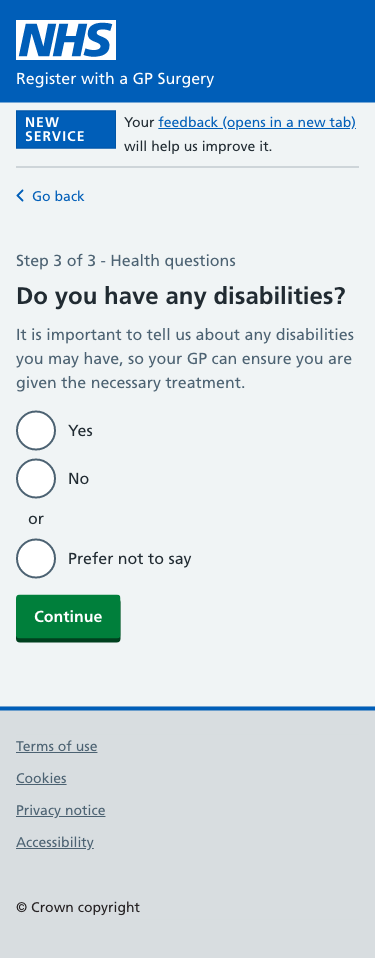 NHS
Register with a GP Surgery
NEW
SERVICE
Your feedback (opens in a new tab)
will help us improve it.
Go back
Step 3 of 3 - Health questions
Do you have any disabilities?
It is important to tell us about any disabilities
you may have, so your GP can ensure you are
given the necessary treatment.
Yes
No
or
Prefer not to say
Continue
Terms of use
Cookies
Privacy notice
Accessibility
© Crown copyright